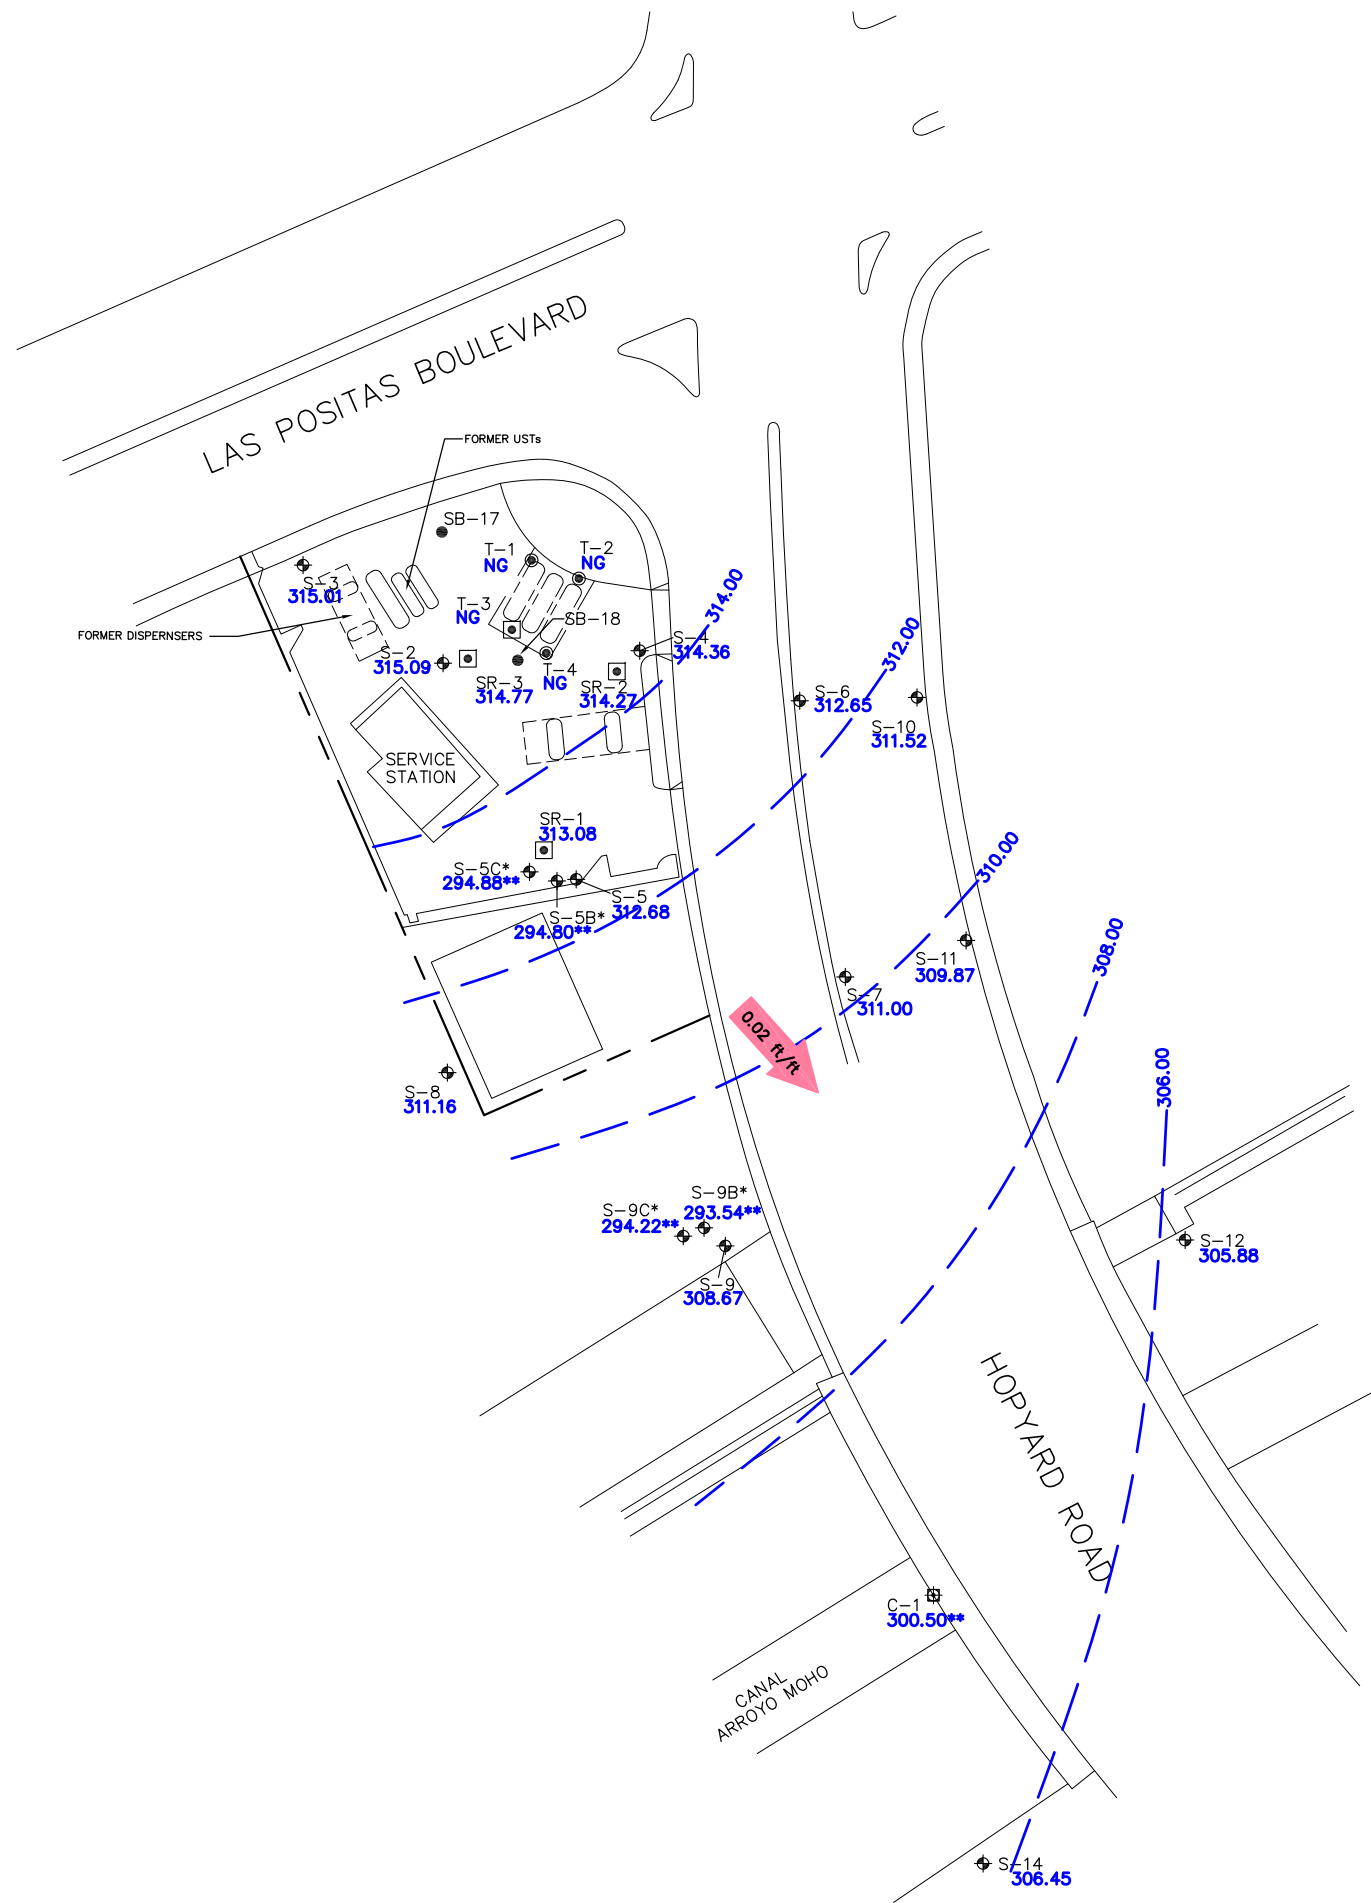 LAS POSITAS BOULEVARD
FORMER USTs
SB-17
T-1
NG
T-2
NG
S-3
315.01
314.00
T-3
NG
SB-18
FORMER DISPERNSERS
S-4
314.36
312.00
S-2
315.09
T-4
NG
SR-3
314.77
SR-2
314.27
S-6
312.65
S-10
311.52
SERVICE
STATION
SR-1
313.08
310.00
S-5C*
294.88**
S-5
312.68
S-5B*
294.80**
308.00
S-11
309.87
S-7
311.00
0.02 ft/ft
306.00
S-8
311.16
S-9B*
293.54**
S-9C*
294.22**
S-12
305.88
S-9
308.67
HOPYARD ROAD
C-1
300.50**
CANAL
ARROYO MOHO
S-14
306.45